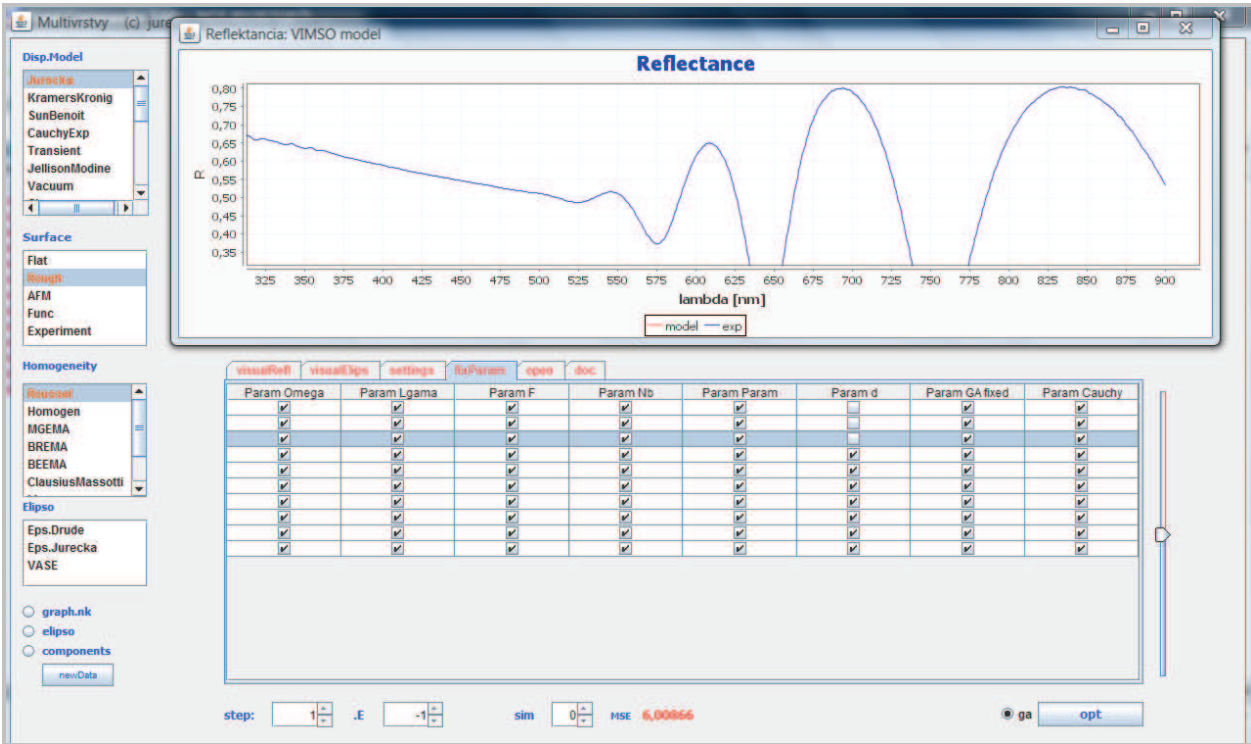 Multivrstvy (c) jure
Reflektancia: VIMSO model
Reflectance
0,80
0,75
0,70
0,65
0,60
0,55
0,50
0,45
0,40
0,35
R
325 350 375 400 425 450 475 500 525 550 575 600 625 650 675 700 725 750 775 800 825 850 875 900
lambda [nm]
model exp
Disp.Model
Jurecka
KramersKronig
SunBenoit
CauchyExp
Transient
JellisonModine
Vacuum
Surface
Flat
Rough
AFM
Func
Experiment
Homogeneity
Homogen
MGEMA
BREMA
BEEMA
ClausiusMassotti
Elipso
Eps.Drude
Eps.Jurecka
VASE
graph.nk
elipso
components
newData
visualRefl visualElips settings fixParam open doc
Param Omega Param Lgama Param F Param Nb Param Param Param d Param GA fixed Param Cauchy
step: 1 .E -1 sim 0 MSE 6,00866 ga opt